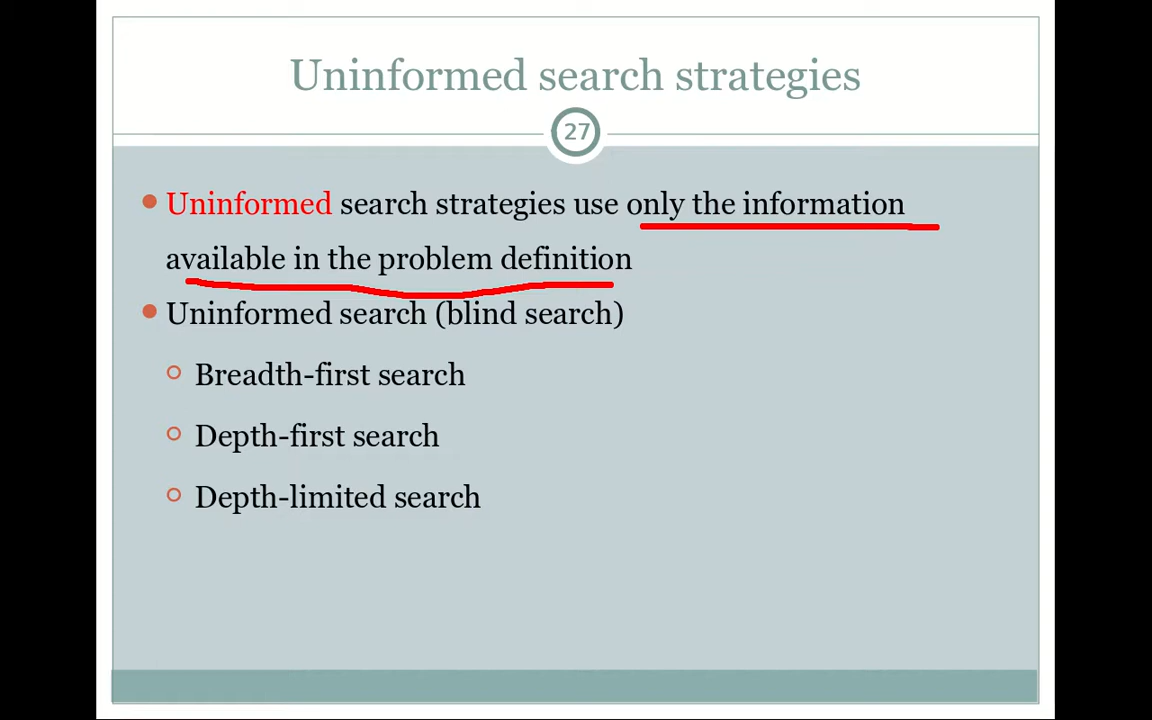 Uninformed search strategies
27
Uninformed search strategies use only the information
available in the problem definition
Uninformed search (blind search)
Breadth-first search
Depth-first search
Depth-limited search